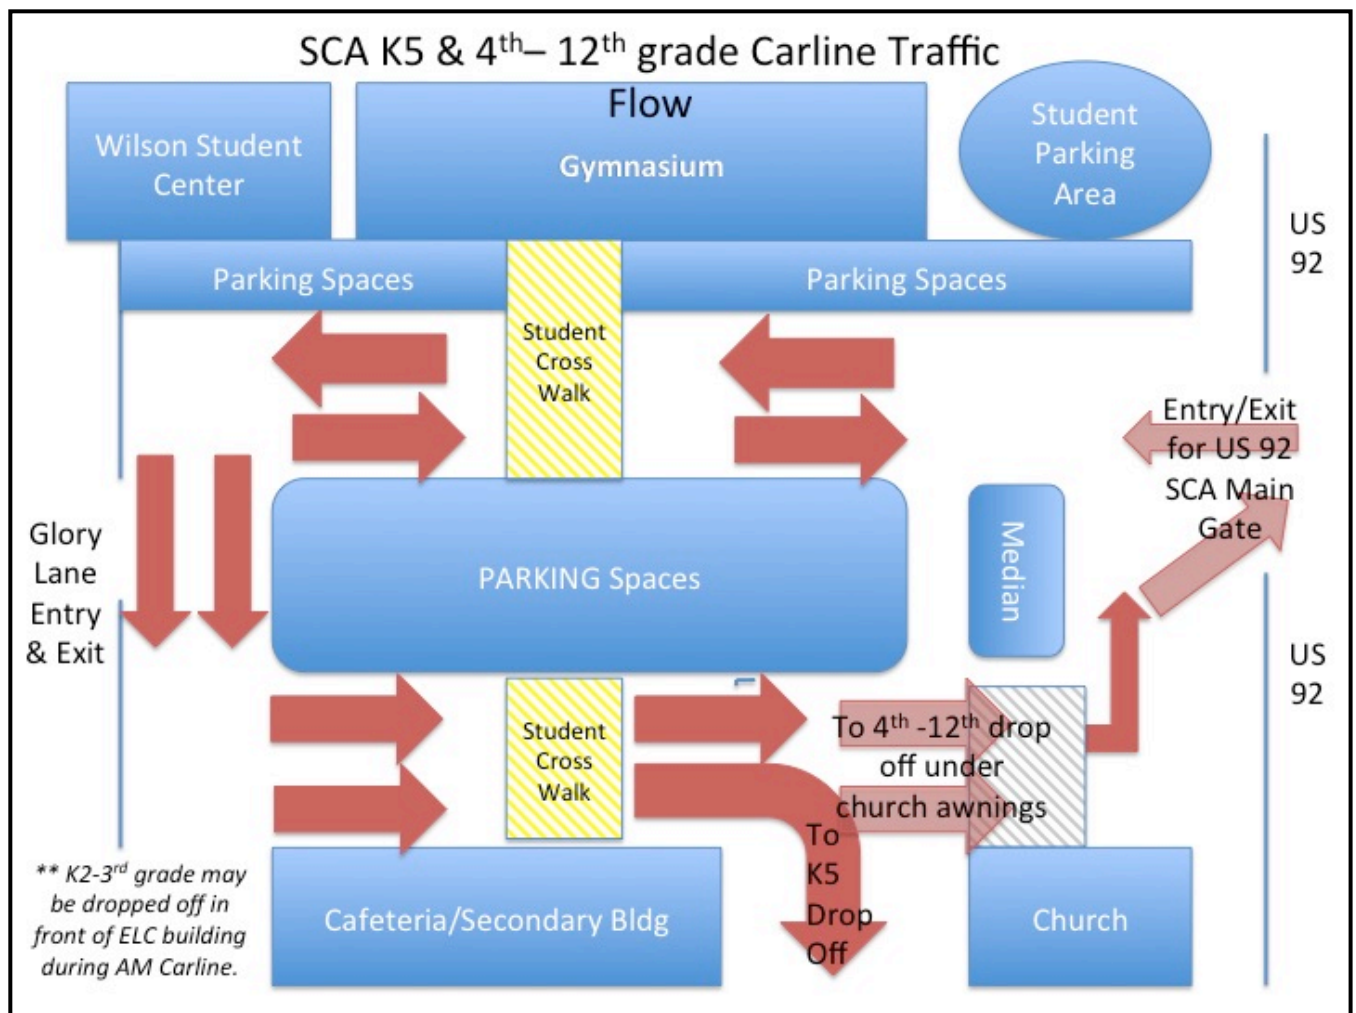 SCA K5 & 4th– 12th grade Carline Traffic
Flow
Wilson Student
Center
Gymnasium
Student
Parking
Area
US
92
Parking Spaces
Parking Spaces
Student
Cross
Walk
Entry/Exit
for US 92
SCA Main
Gate
Glory
Lane
Entry
& Exit
PARKING Spaces
Median
US
92
Student
Cross
Walk
To 4th -12th drop
off under
church awnings
To
K5
Drop
Off
** K2-3rd grade may
be dropped off in
front of ELC building
during AM Carline.
Cafeteria/Secondary Bldg
Church